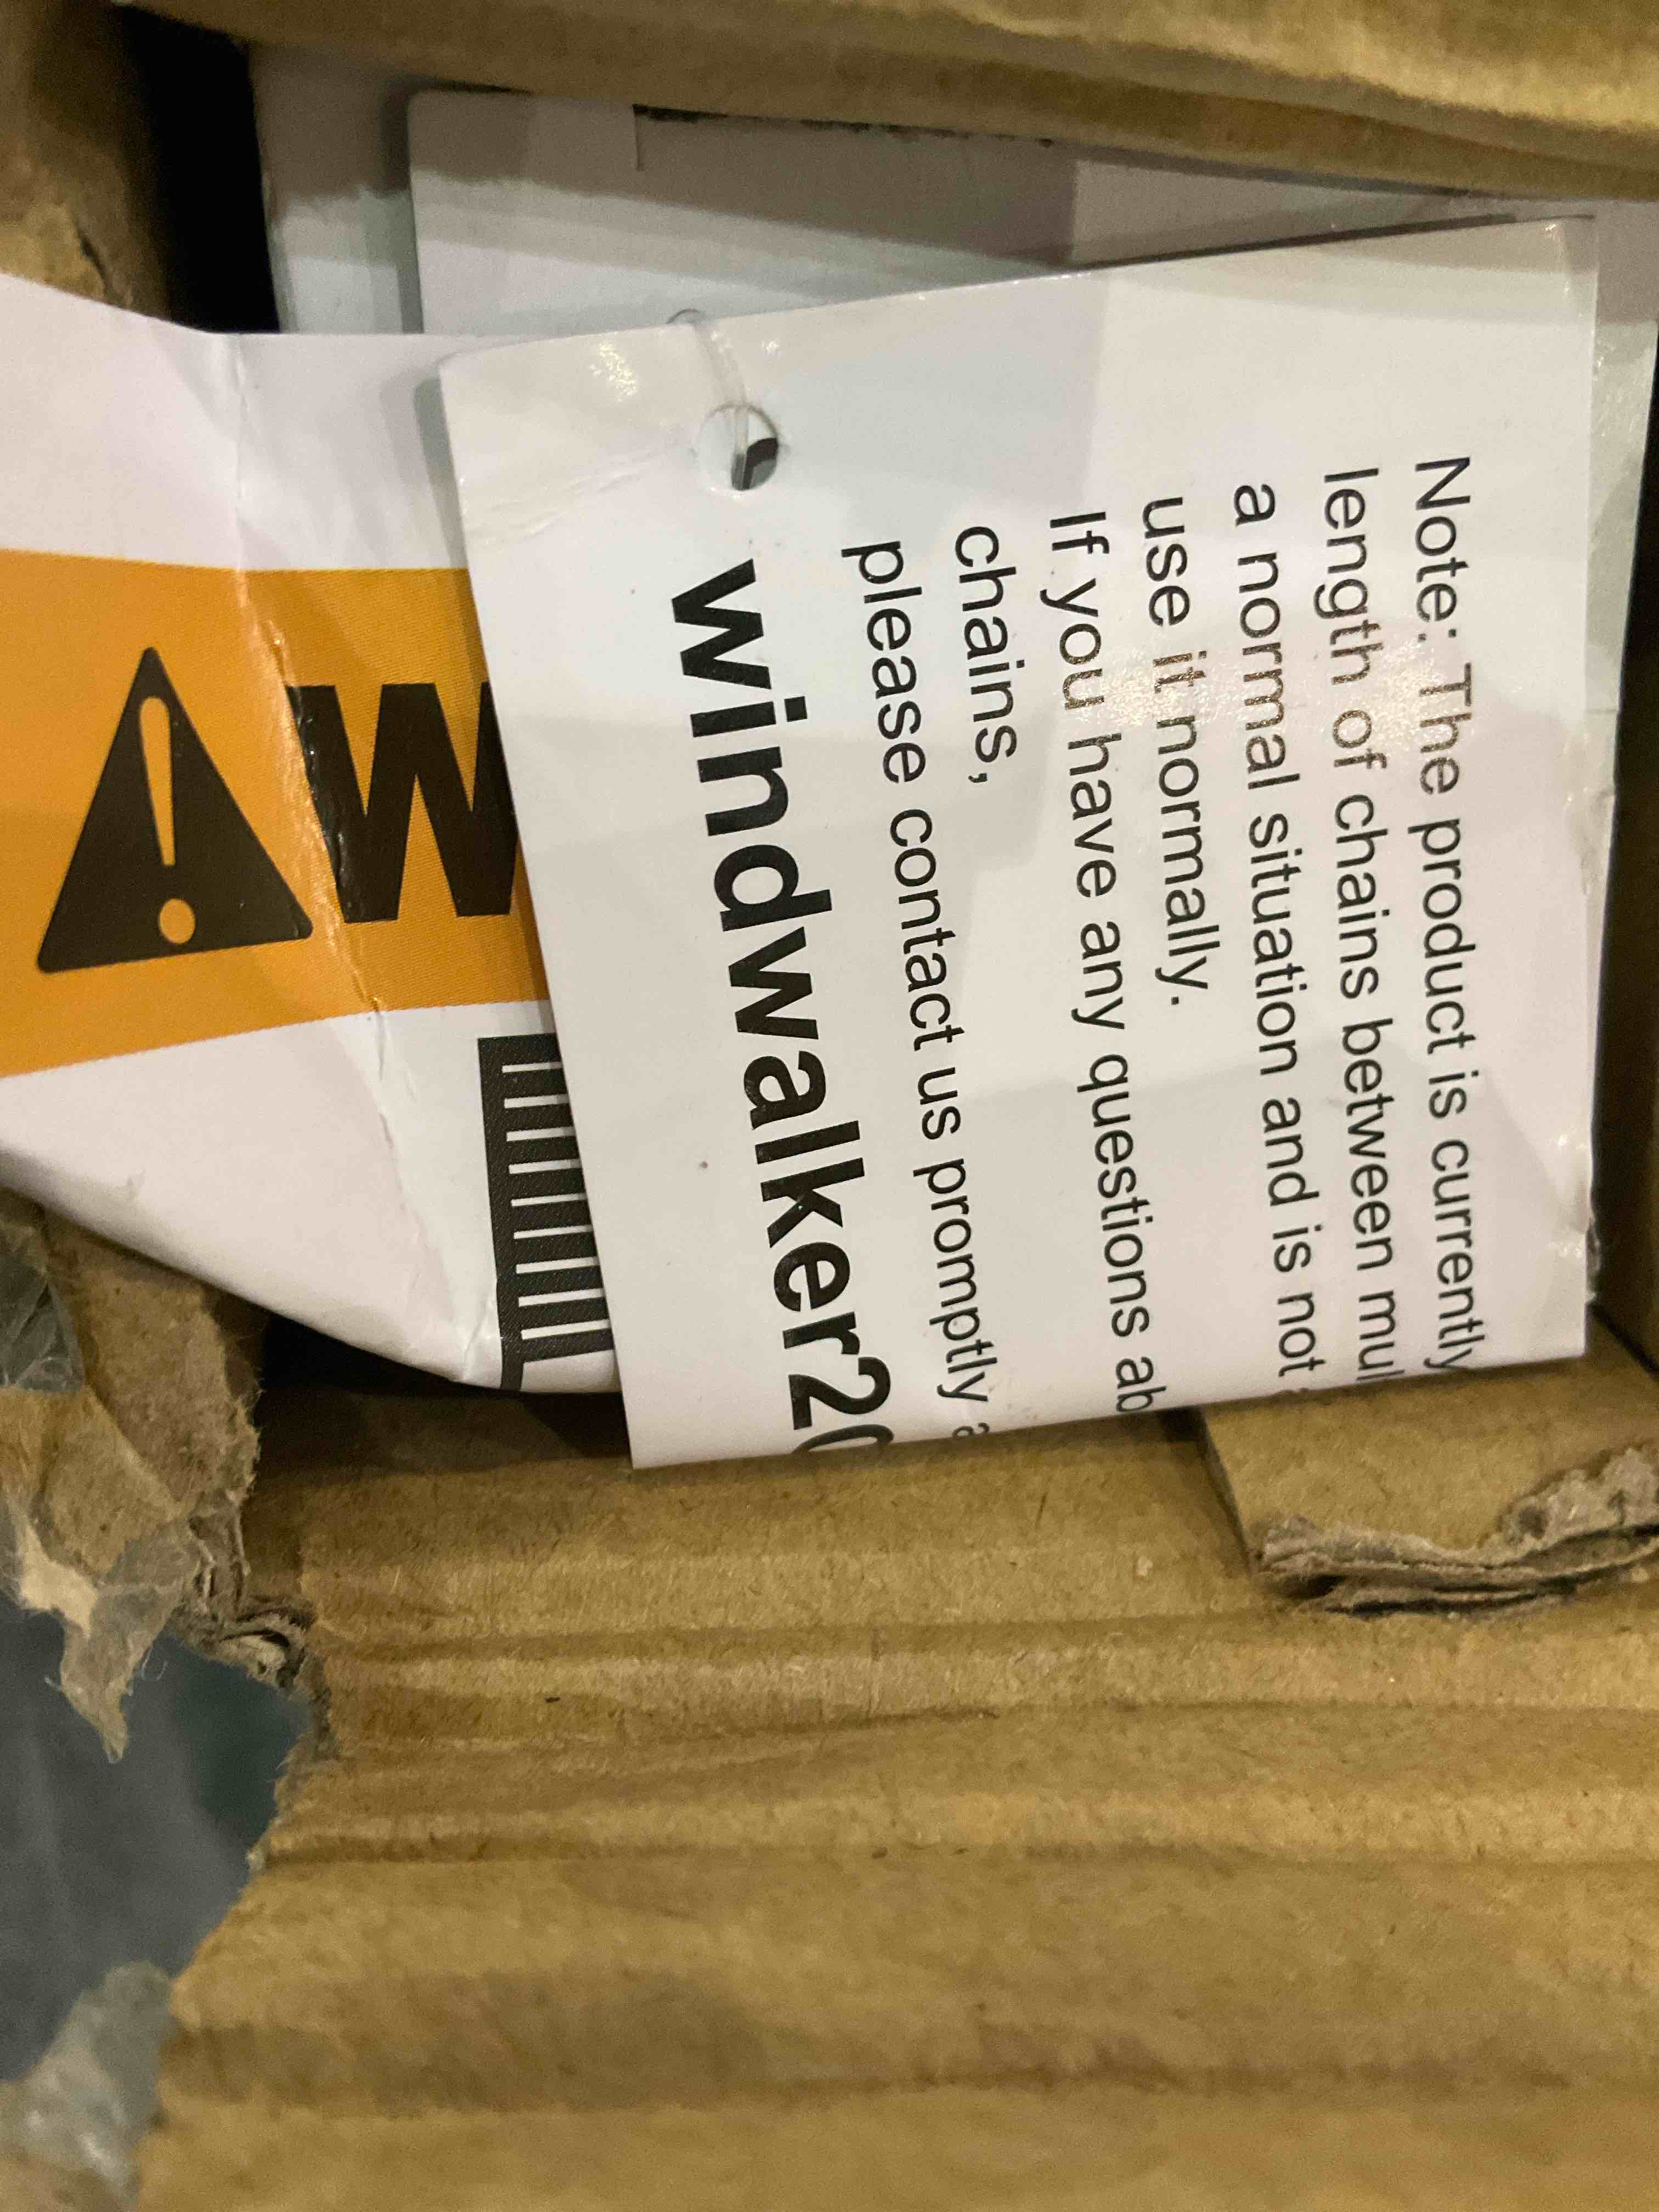 Note: The product is currently
length of chains between mul
a normal situation and is not
use it normally.
If you have any questions ab
chains,
please contact us promptly a
windwalker20
W